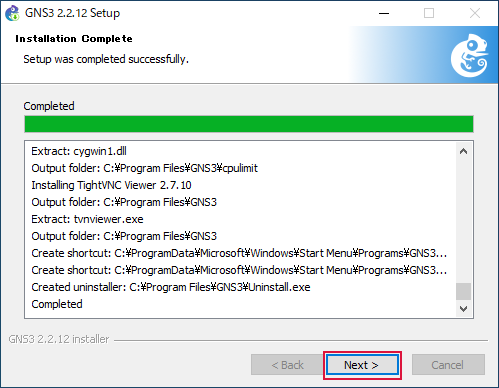 GNS3 2.2.12 Setup
Installation Complete
Setup was completed successfully.
Completed
Extract: cygwin1.dll
Output folder: C:¥Program Files¥GNS3¥cpulimit
Installing TightVNC Viewer 2.7.10
Output folder: C:¥Program Files¥GNS3
Extract: tvnviewer.exe
Output folder: C:¥Program Files¥GNS3
Create shortcut: C:¥ProgramData¥Microsoft¥Windows¥Start Menu¥Programs¥GNS3...
Create shortcut: C:¥ProgramData¥Microsoft¥Windows¥Start Menu¥Programs¥GNS3...
Created uninstaller: C:¥Program Files¥GNS3¥Uninstall.exe
Completed
GNS3 2.2.12 installer
< Back Next > Cancel